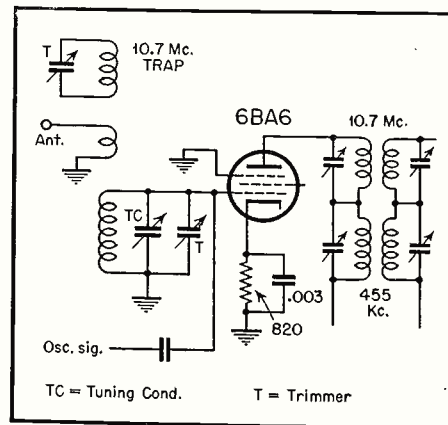 T
10.7 Mc.
TRAP
Ant.
6BA6
10.7 Mc.
TC
T
.003
820
455
Kc.
Osc. sig.
TC = Tuning Cond.
T = Trimmer